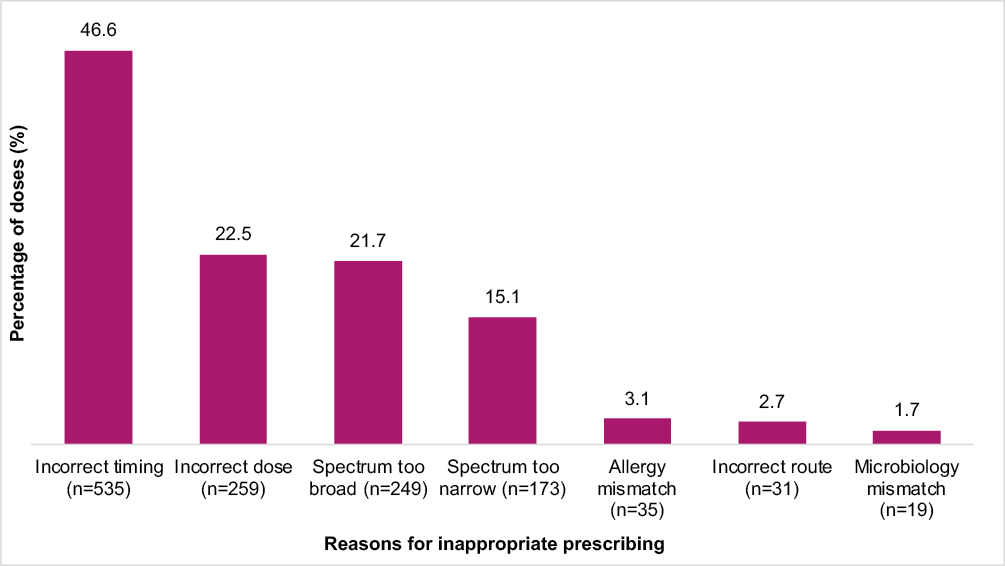 46.6
22.5
21.7
15.1
3.1
2.7
1.7
Percentage of doses (%)
Incorrect timing
(n=535)
Incorrect dose
(n=259)
Spectrum too
broad (n=249)
Spectrum too
narrow (n=173)
Allergy
mismatch
(n=35)
Incorrect route
(n=31)
Microbiology
mismatch
(n=19)
Reasons for inappropriate prescribing